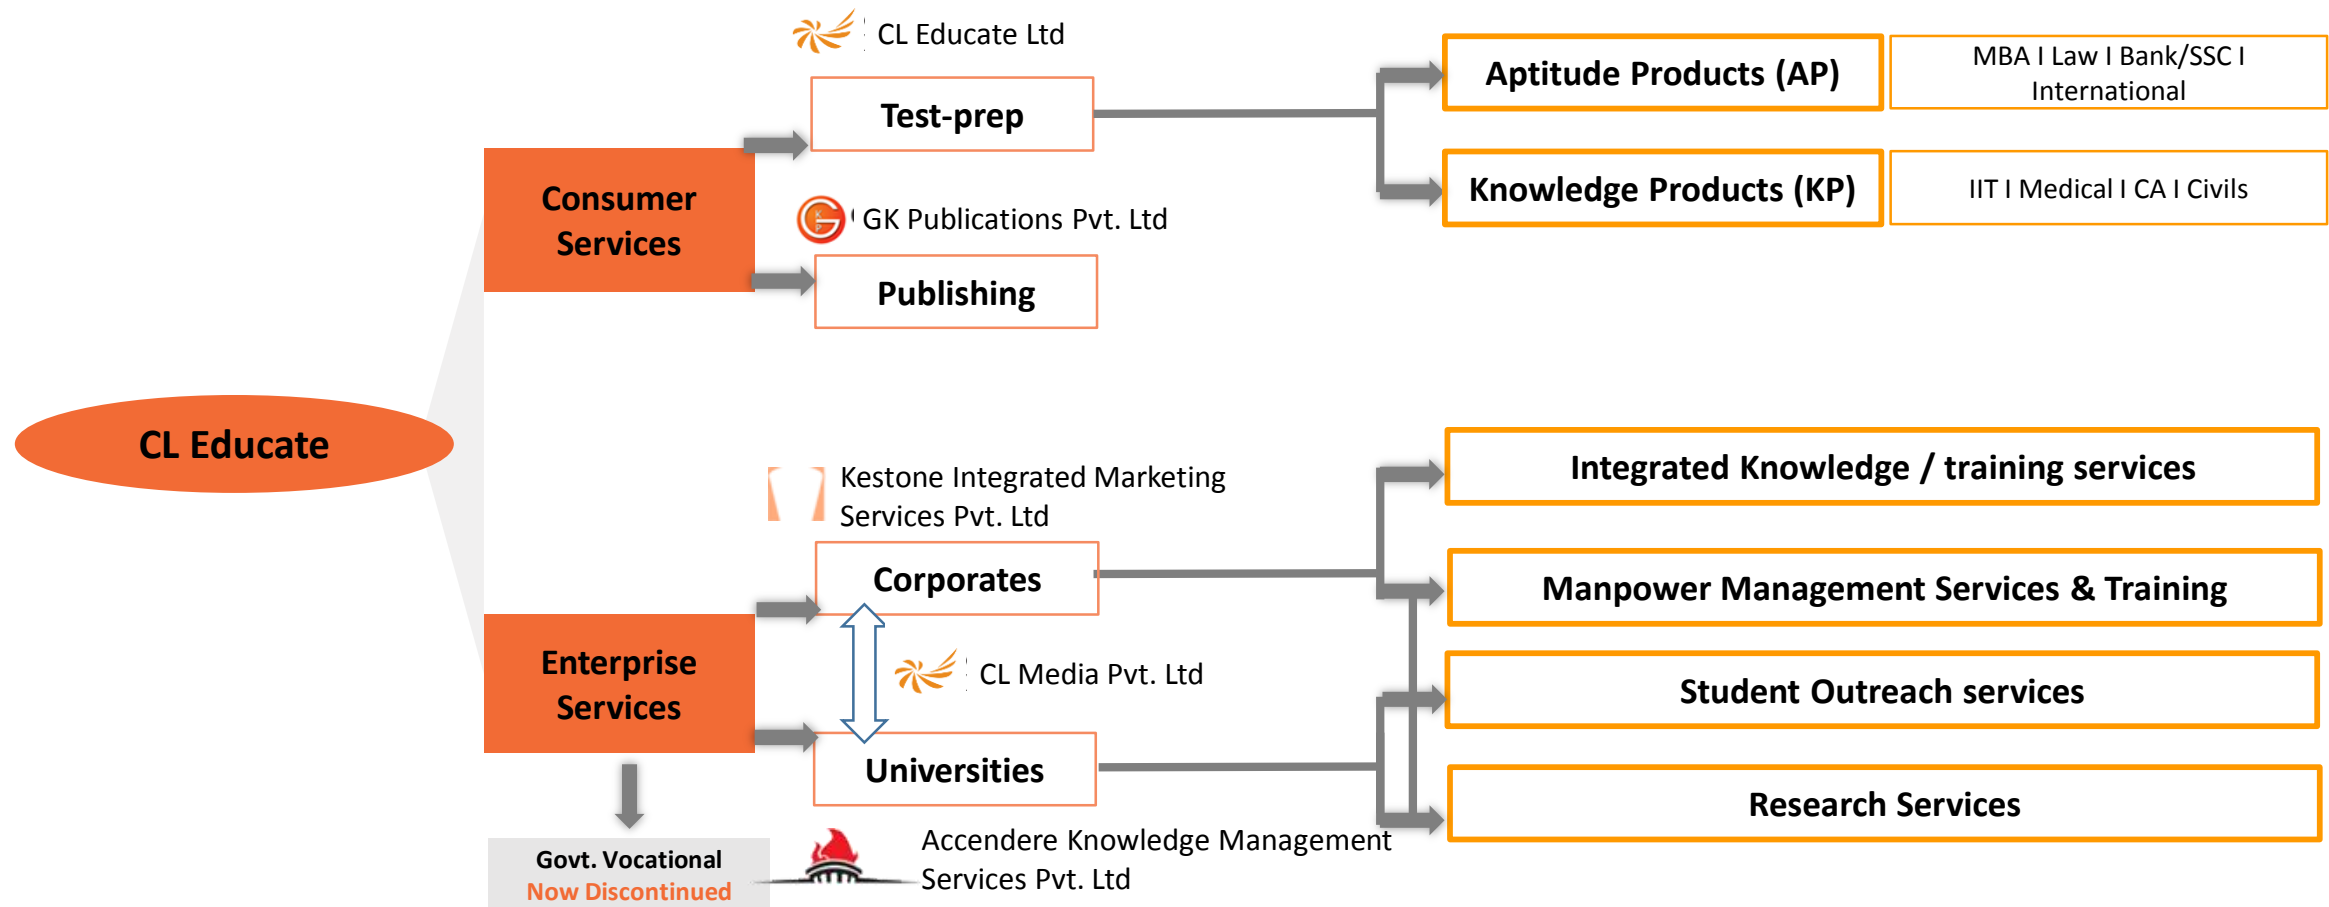 CL Educate Ltd
Test-prep
Aptitude Products (AP)
MBA I Law I Bank/SSC I
International
Knowledge Products (KP)
IIT I Medical I CA I Civils
Consumer
Services
GK Publications Pvt. Ltd
Publishing
CL Educate
Kestone Integrated Marketing
Services Pvt. Ltd
Corporates
Integrated Knowledge / training services
Manpower Management Services & Training
Enterprise
Services
CL Media Pvt. Ltd
Student Outreach services
Universities
Research Services
Govt. Vocational
Now Discontinued
Accendere Knowledge Management
Services Pvt. Ltd